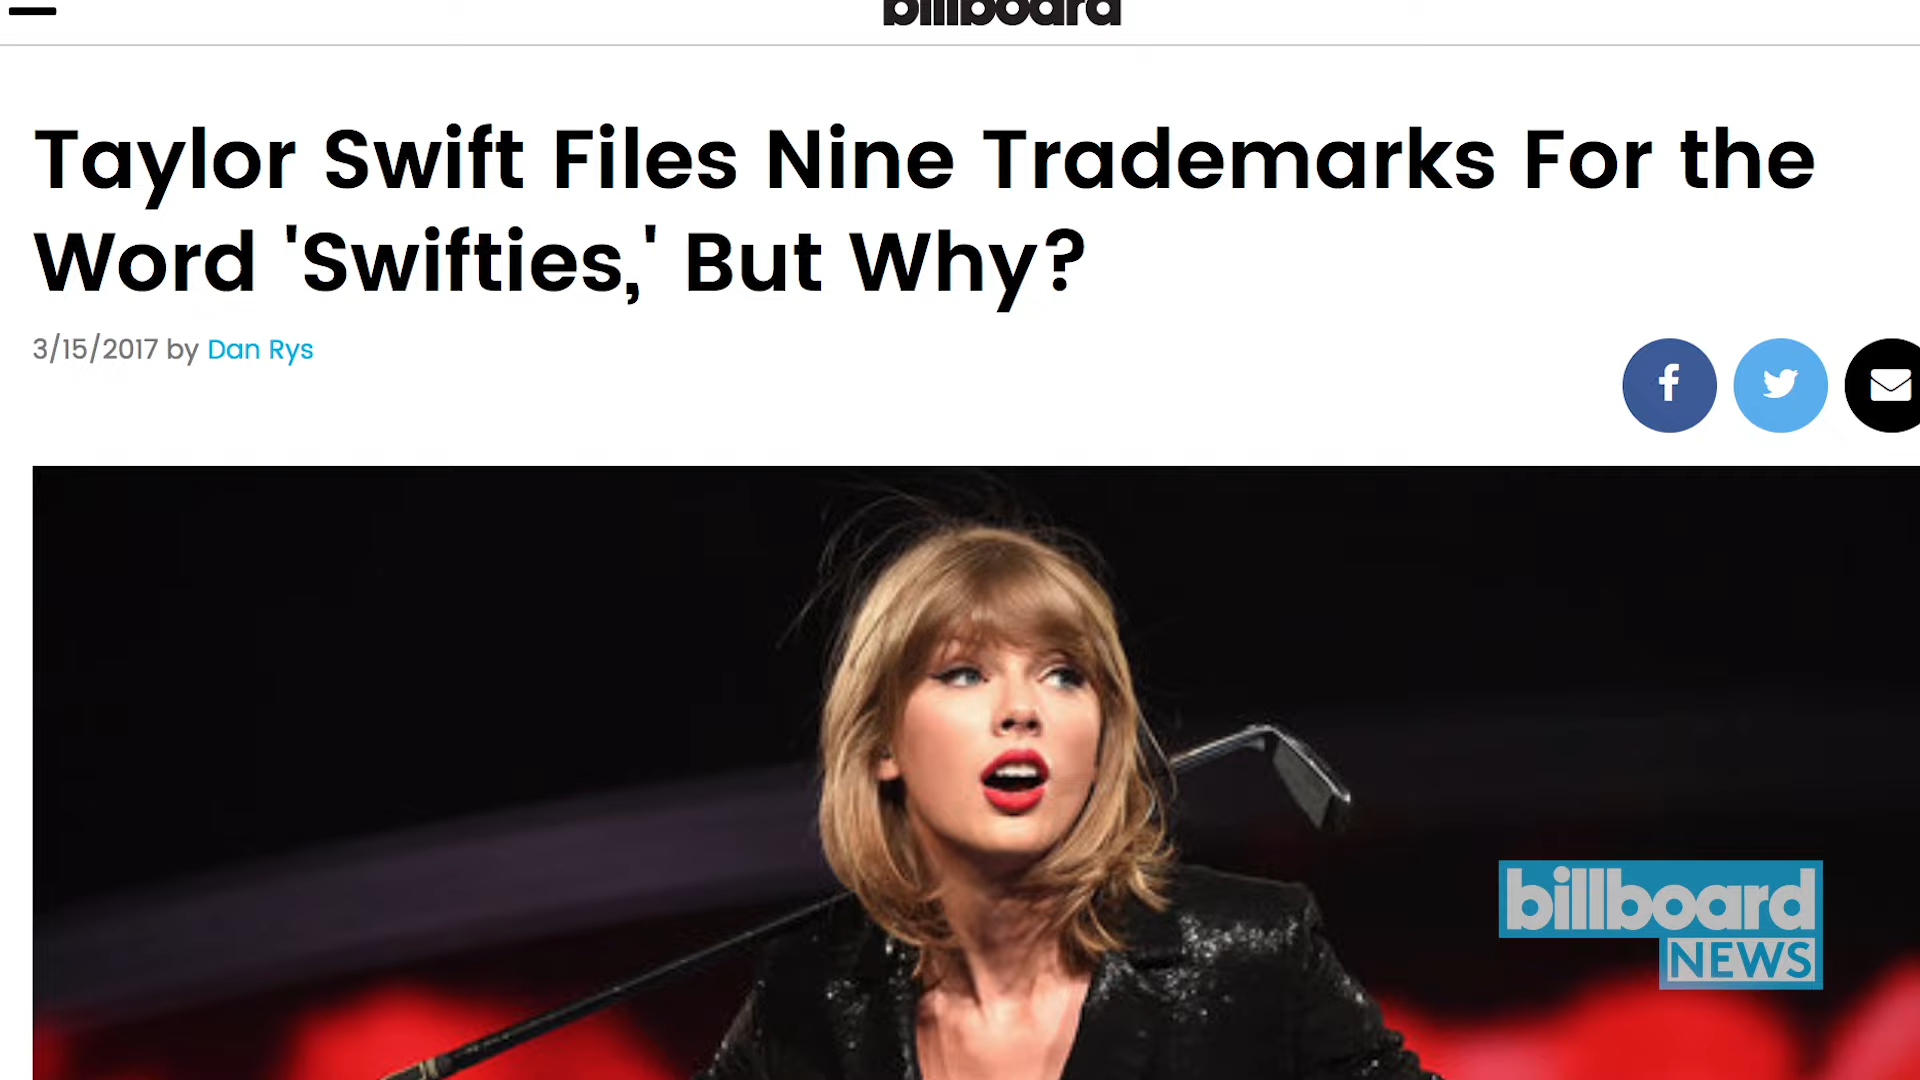 billboard
Taylor Swift Files Nine Trademarks For the
Word 'Swifties,' But Why?
3/15/2017 by Dan Rys
f
billboard
NEWS